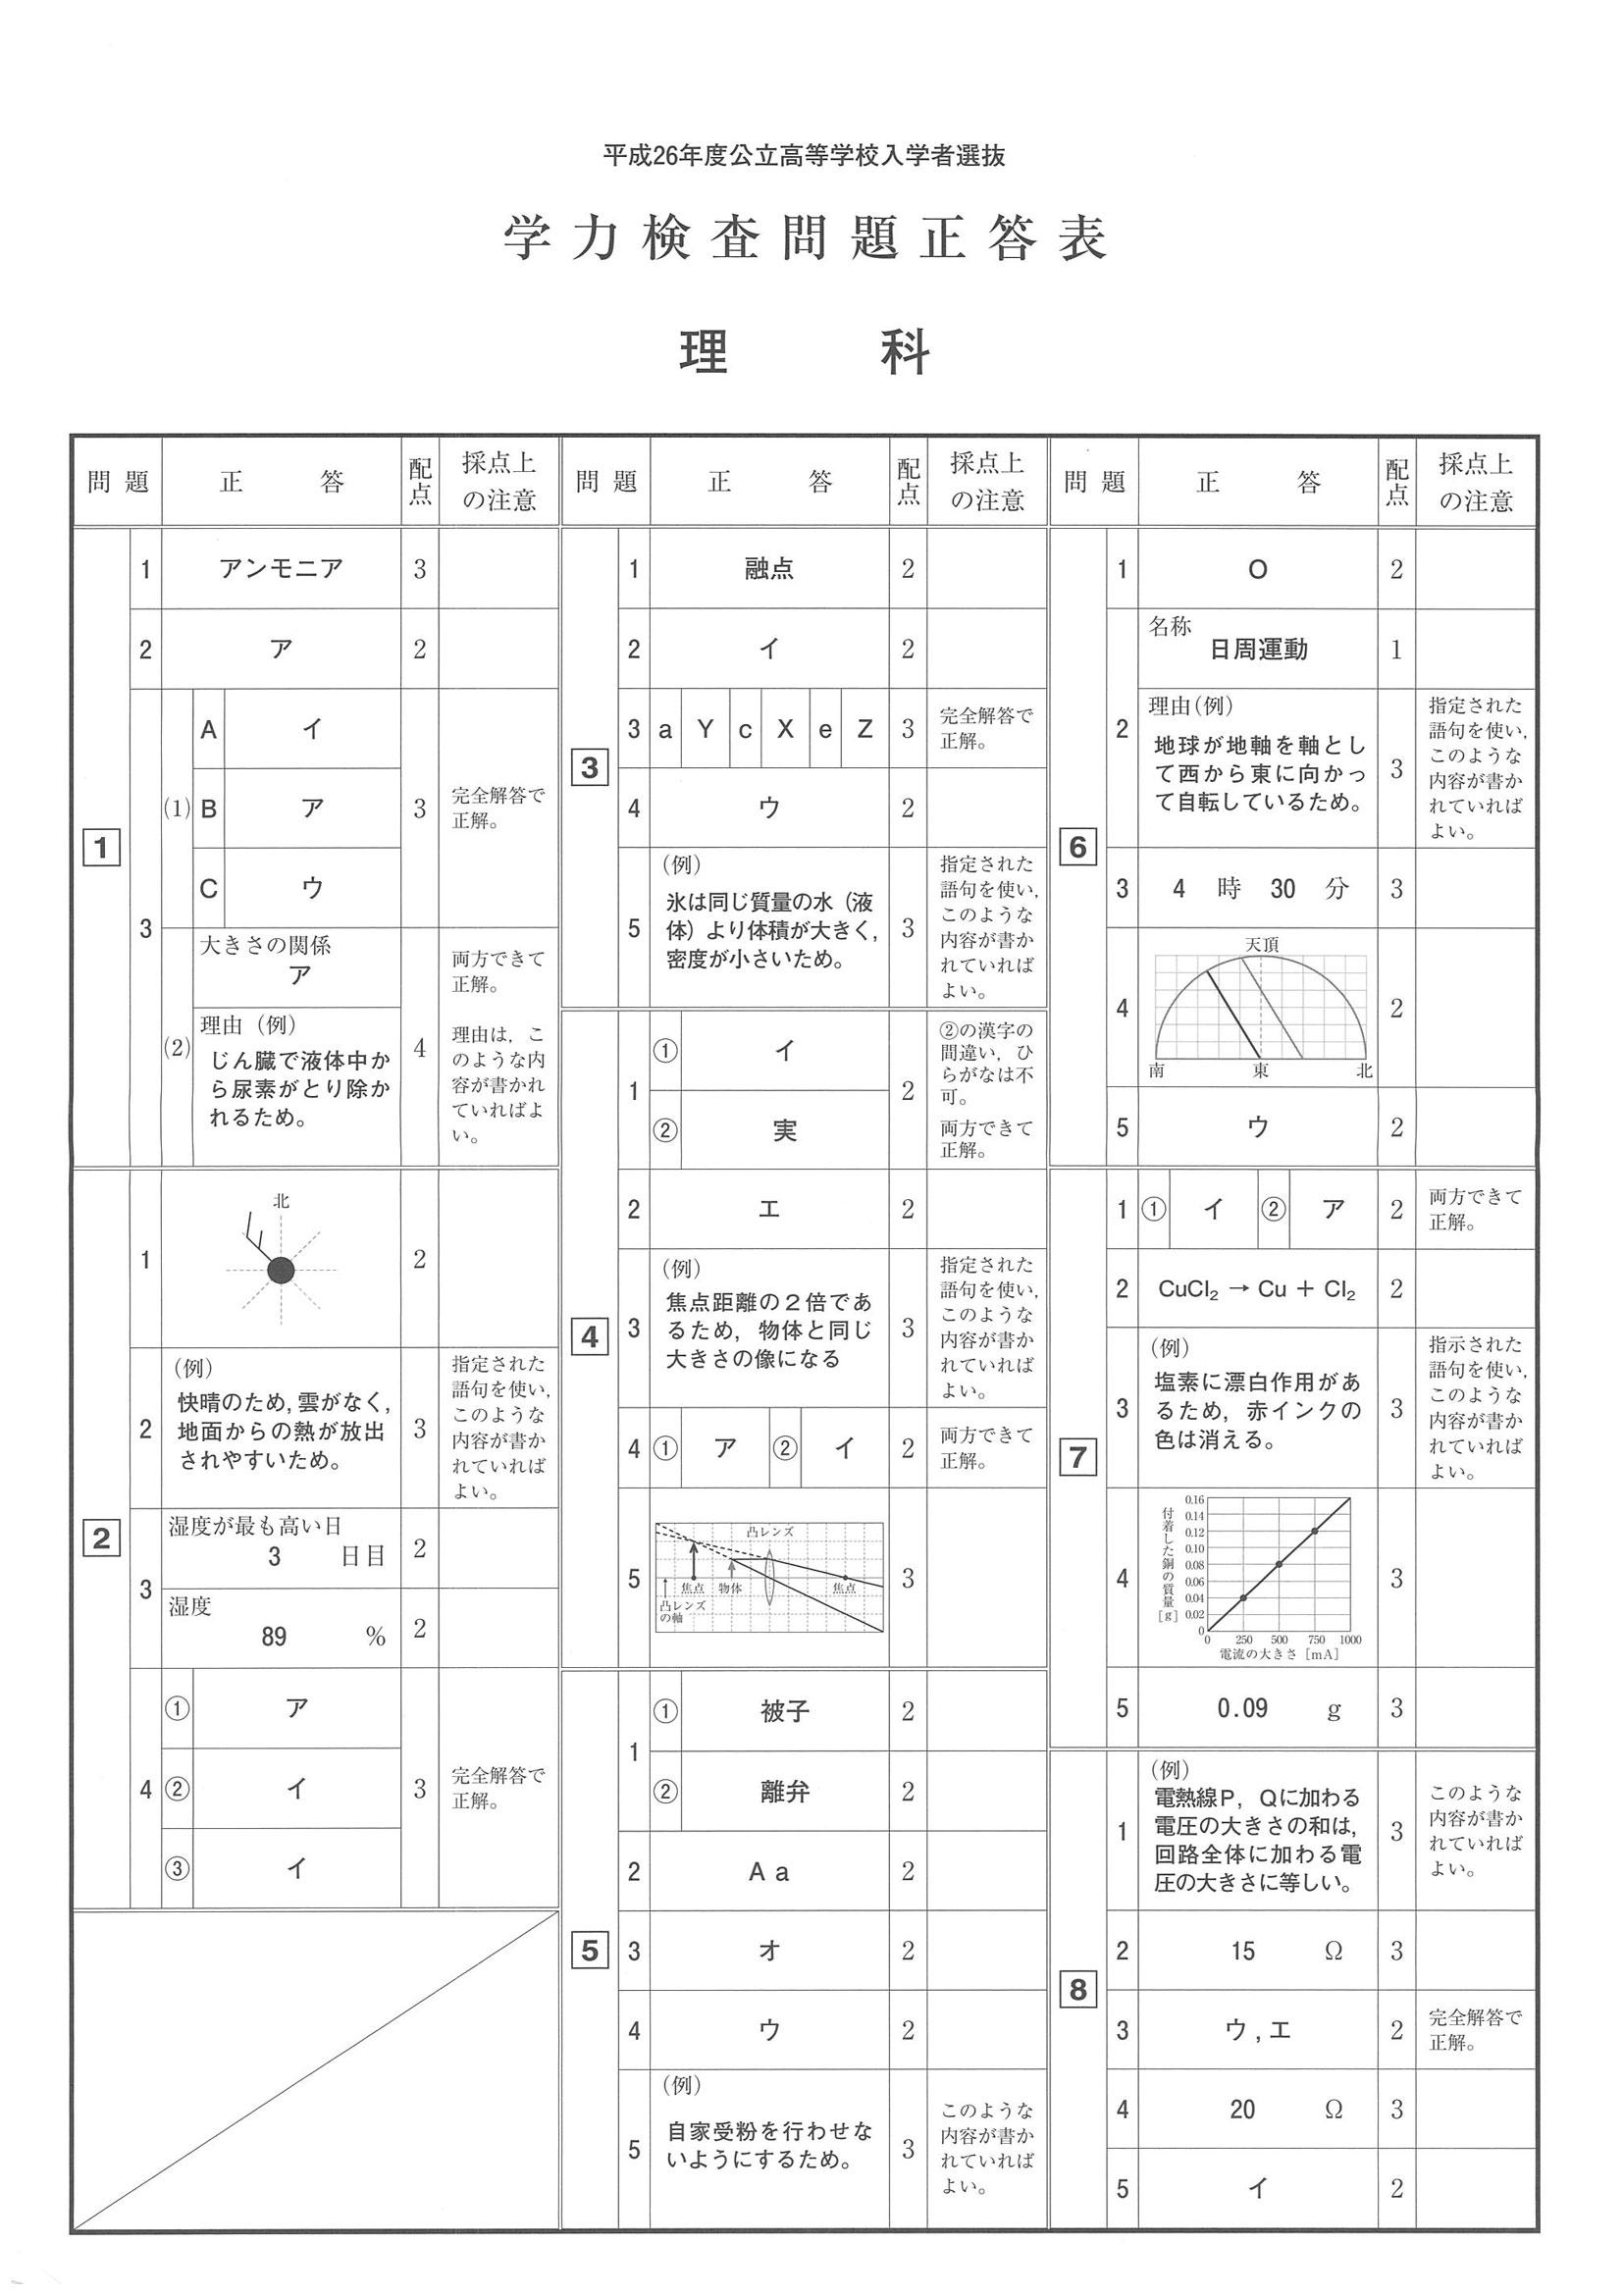 平成26年度公立高等学校入学者選抜
学力検査問題正答表
理 科
問題 正答 配点 採点上の注意
1
1 アンモニア 3
2 ア 2
3 (1) A イ 3 完全解答で
正解。
B ア
C ウ
(2) 大きさの関係
ア
理由（例）
じん臓で液体中か
ら尿素がとり除か
れるため。
4
両方できて
正解。
理由は，こ
のような内
容が書かれ
ていればよ
い。
2
1 北 2
2 （例）
快晴のため,雲がなく,
地面からの熱が放出
されやすいため。
3
指定された
語句を使い,
このような
内容が書か
れていれば
よい。
3 湿度が最も高い日
3 日目 2
湿度
89 % 2
4 ① ア 3 完全解答で
正解。
② イ
③ イ
問題 正答 配点 採点上の注意
3
1 融点 2
2 イ 2
3 a Y c X e Z 3 完全解答で
正解。
4 ウ 2
5 （例）
氷は同じ質量の水（液
体）より体積が大きく,
密度が小さいため。
3
指定された
語句を使い,
このような
内容が書か
れていれば
よい。
4
1 ① イ 2
② 実
②の漢字の
間違い，ひ
らがなは不
可。
両方できて
正解。
2 エ 2
3 （例）
焦点距離の２倍であ
るため，物体と同じ
大きさの像になる
3
指定された
語句を使い,
このような
内容が書か
れていれば
よい。
4 ① ア ② イ 2 両方できて
正解。
5 凸レンズ 3
焦点 物体 焦点
凸レンズ
の軸
5
1 ① 被子 2
② 離弁 2
2 Aa 2
3 オ 2
4 ウ 2
5 （例）
自家受粉を行わせな
いようにするため。
3
このような
内容が書か
れていれば
よい。
問題 正答 配点 採点上の注意
6
1 O 2
2 名称
日周運動 1
理由（例）
地球が地軸を軸とし
て西から東に向かっ
て自転しているため。
3
指定された
語句を使い,
このような
内容が書か
れていれば
よい。
3 4 時 30 分 3
4 天頂 2
南 東 北
5 ウ 2
7
1 ① イ ② ア 2 両方できて
正解。
2 CuCl₂ → Cu + Cl₂ 2
3 （例）
塩素に漂白作用があ
るため，赤インクの
色は消える。
3
指示された
語句を使い,
このような
内容が書か
れていれば
よい。
4 付着した銅の質量［g］ 3
0.16
0.14
0.12
0.10
0.08
0.06
0.04
0.02
0
0 250 500 750 1000
電流の大きさ［mA］
5 0.09 g 3
8
1 （例）
電熱線P，Qに加わる
電圧の大きさの和は，
回路全体に加わる電
圧の大きさに等しい。
3
このような
内容が書か
れていれば
よい。
2 15 Ω 3
3 ウ , エ 2 完全解答で
正解。
4 20 Ω 3
5 イ 2